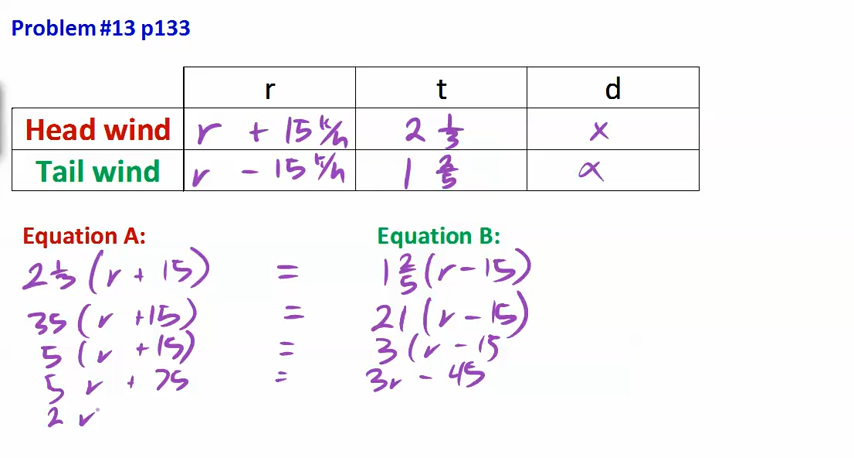 Problem #13 p133
r t d
Head wind r + 15 k/h 2 1/3 x
Tail wind r - 15 k/h 1 2/5 x
Equation A: Equation B:
2 1/3 (r + 15) = 1 2/5 (r - 15)
35 (r + 15) = 21 (r - 15)
5 (r + 15) = 3 (r - 15
5 r + 75 = 3r - 45
2 r